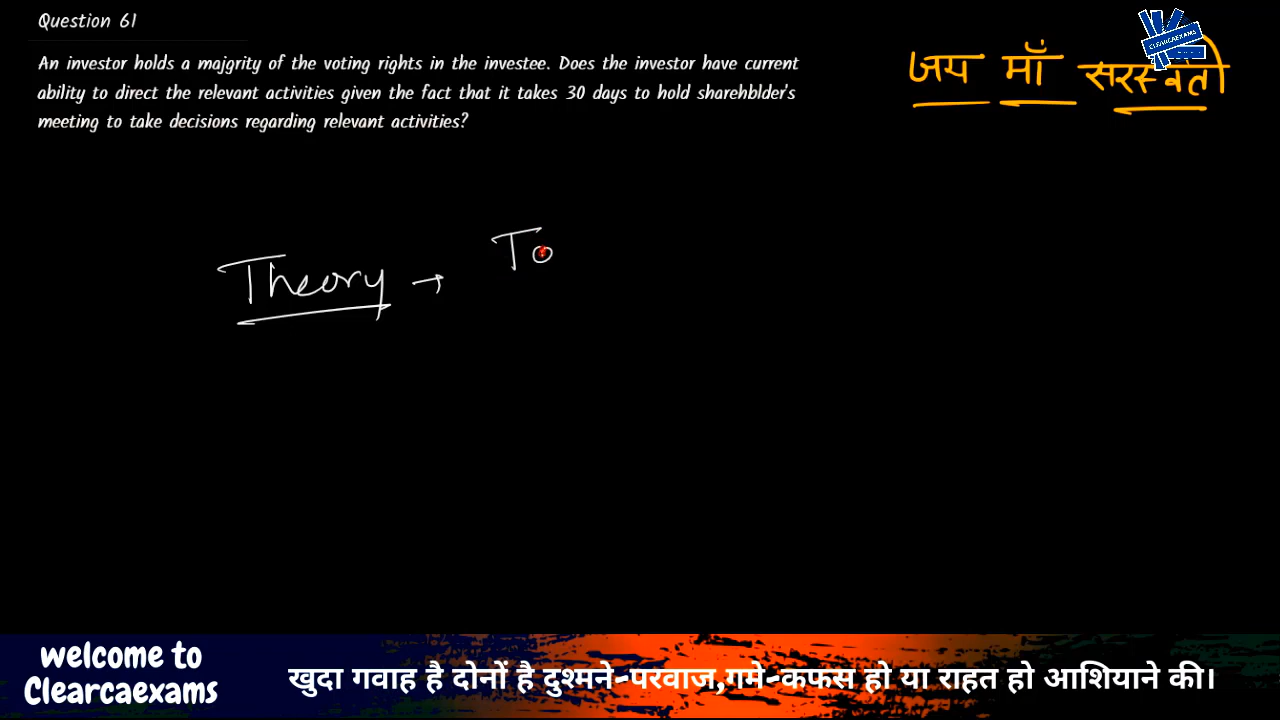 Question 61
An investor holds a majgrity of the voting rights in the investee. Does the investor have current
ability to direct the relevant activities given the fact that it takes 30 days to hold sharehblder's
meeting to take decisions regarding relevant activities?
जय माँ सरस्वती
CLEARCAEXAMS
Theory → To
welcome to
Clearcaexams
खुदा गवाह है दोनों है दुश्मने-परवाज,गमे-कफस हो या राहत हो आशियाने की।